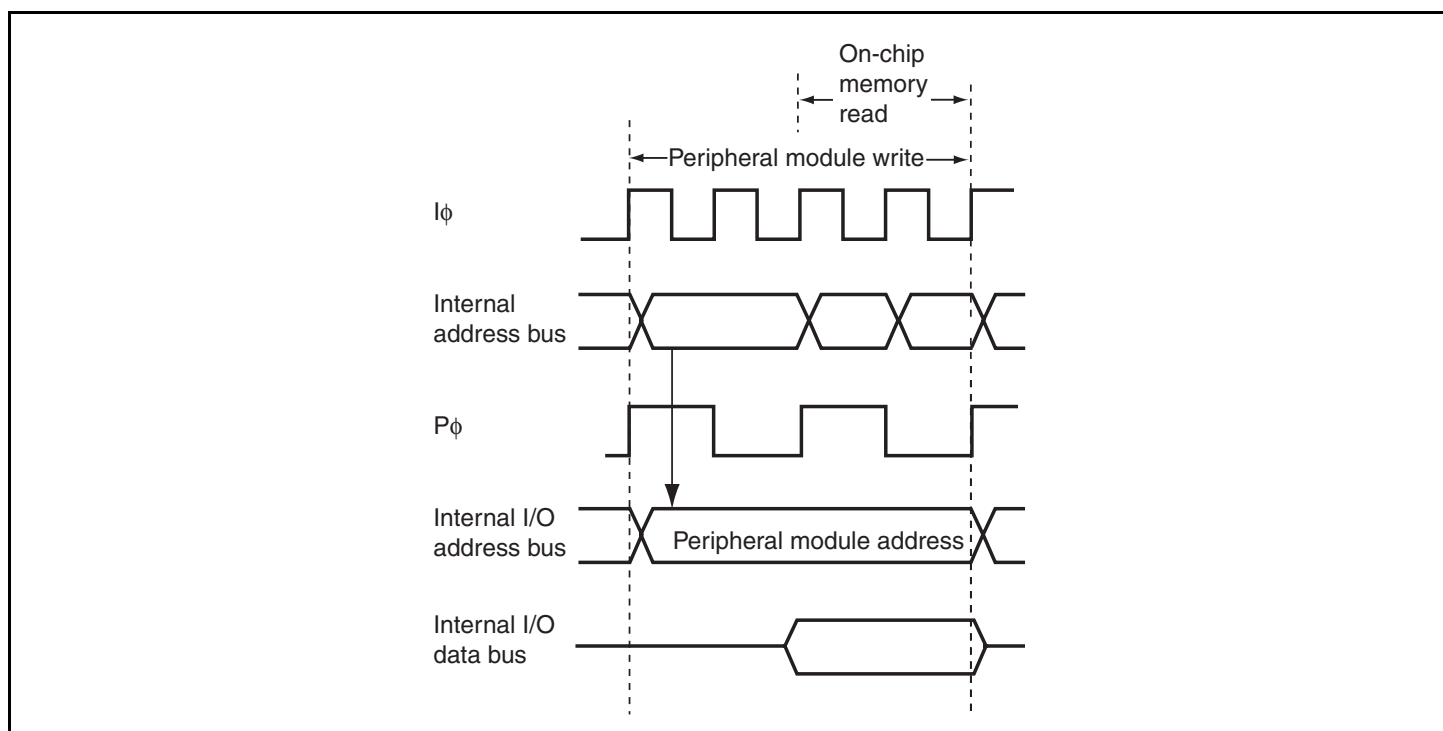 On-chip
memory
read
Peripheral module write
Iϕ
Internal
address bus
Pϕ
Internal I/O
address bus
Peripheral module address
Internal I/O
data bus